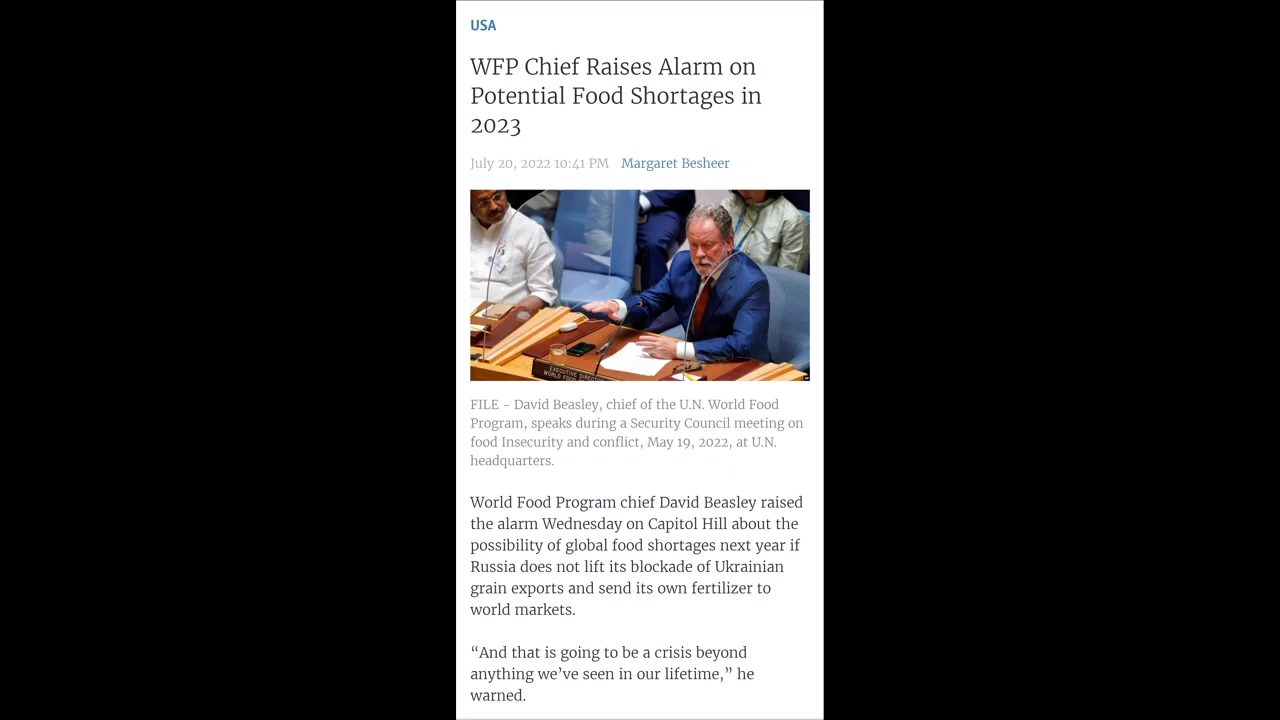 USA
WFP Chief Raises Alarm on
Potential Food Shortages in
2023
July 20, 2022 10:41 PM Margaret Besheer
EXECUTIVE DIRECTOR
WORLD FOOD
FILE - David Beasley, chief of the U.N. World Food
Program, speaks during a Security Council meeting on
food Insecurity and conflict, May 19, 2022, at U.N.
headquarters.
World Food Program chief David Beasley raised
the alarm Wednesday on Capitol Hill about the
possibility of global food shortages next year if
Russia does not lift its blockade of Ukrainian
grain exports and send its own fertilizer to
world markets.
“And that is going to be a crisis beyond
anything we’ve seen in our lifetime,” he
warned.